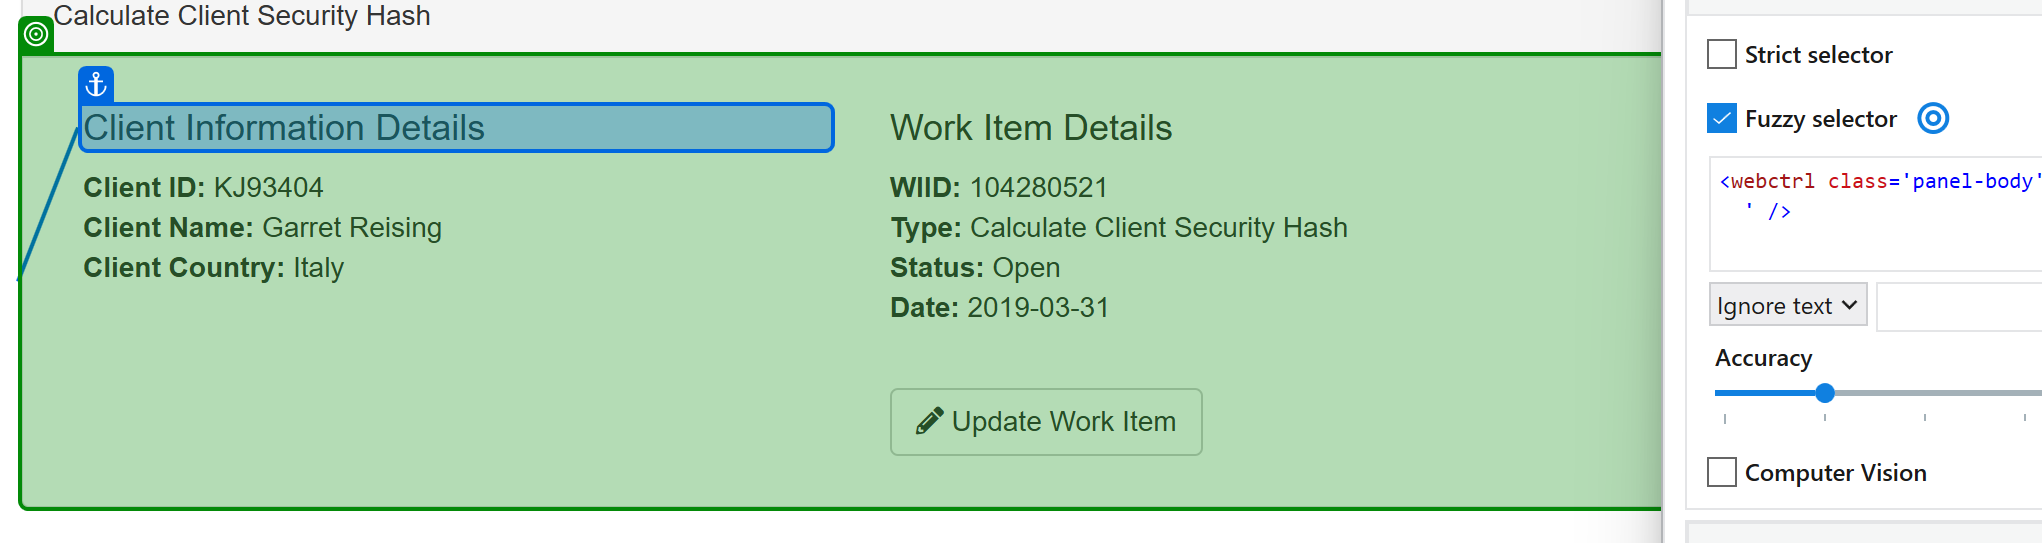 Calculate Client Security Hash
Client Information Details
Client ID: KJ93404
Client Name: Garret Reising
Client Country: Italy
Work Item Details
WIID: 104280521
Type: Calculate Client Security Hash
Status: Open
Date: 2019-03-31
Update Work Item
Strict selector
Fuzzy selector
<webctrl class='panel-body'
' />
Ignore text
Accuracy
Computer Vision